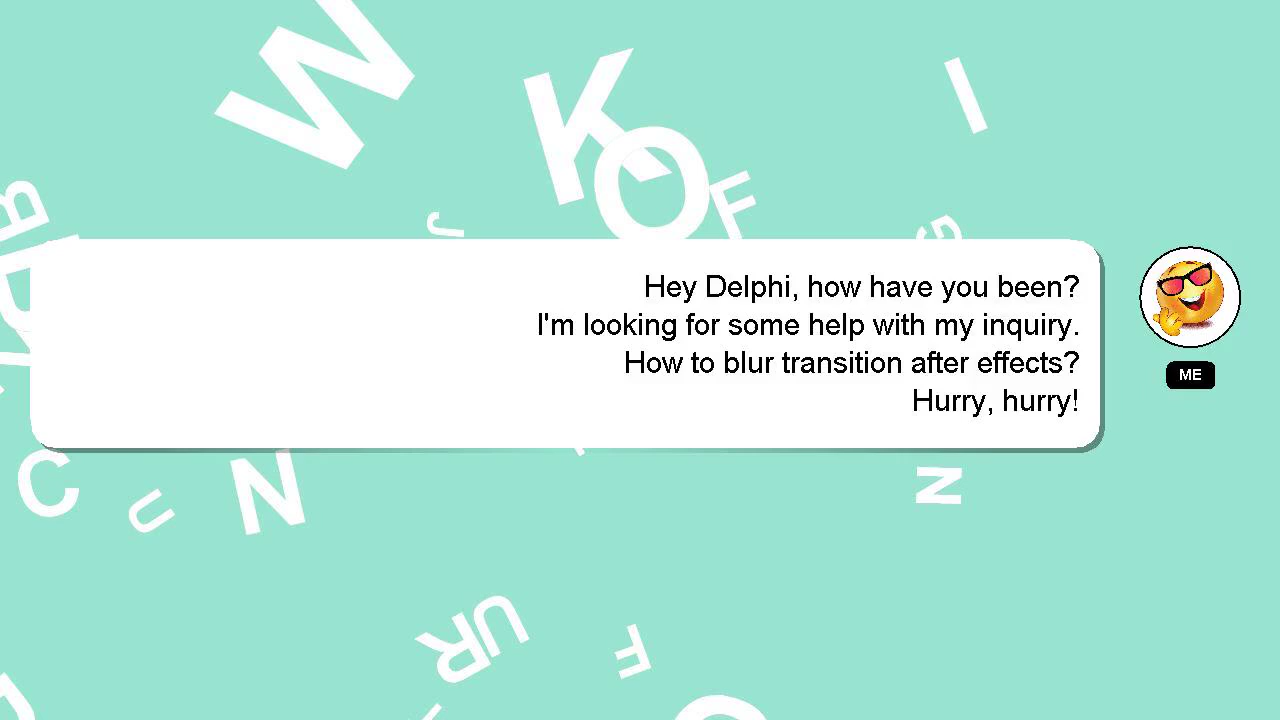 W
K
O
I
F
B
J
G
D
Hey Delphi, how have you been?
I'm looking for some help with my inquiry.
How to blur transition after effects?
Hurry, hurry!
ME
C
U
N
N
U
R
F